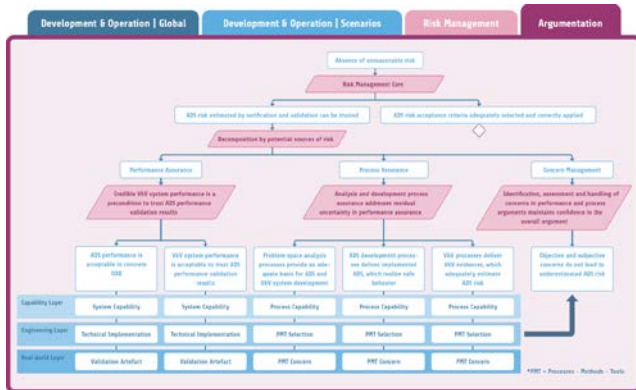 Development & Operation | Global
Development & Operation | Scenarios
Risk Management
Argumentation
Absence of unreasonable risk
Risk Management Core
ADS risk estimated by verification and validation can be trusted
ADS risk acceptance criteria adequately selected and correctly applied
Decomposition by potential sources of risk
Performance Assurance
Process Assurance
Concern Management
Credible V&V system performance is a
precondition to trust ADS performance
validation results
Analysis and development process
assurance addresses residual
uncertainty in performance assurance
Identification, assessment and handling of
concerns in performance and process
arguments maintains confidence in the
overall argument
ADS performance is
acceptable in concrete
ODD
V&V system performance
is acceptable to trust ADS
performance validation
results
Problem space analysis
processes provide an ade-
quate basis for ADS and
V&V system development
ADS development proces-
ses deliver implemented
ADS, which realize safe
behavior
V&V processes deliver
V&V evidences, which
adequately estimate
ADS risk
Objective and subjective
concerns do not lead to
underestimated ADS risk
Capability Layer
System Capability
System Capability
Process Capability
Process Capability
Process Capability
Engineering Layer
Technical Implementation
Technical Implementation
PMT Selection
PMT Selection
PMT Selection
Real-World Layer
Validation Artefact
Validation Artefact
PMT Concern
PMT Concern
PMT Concern
*PMT = Processes - Methods - Tools